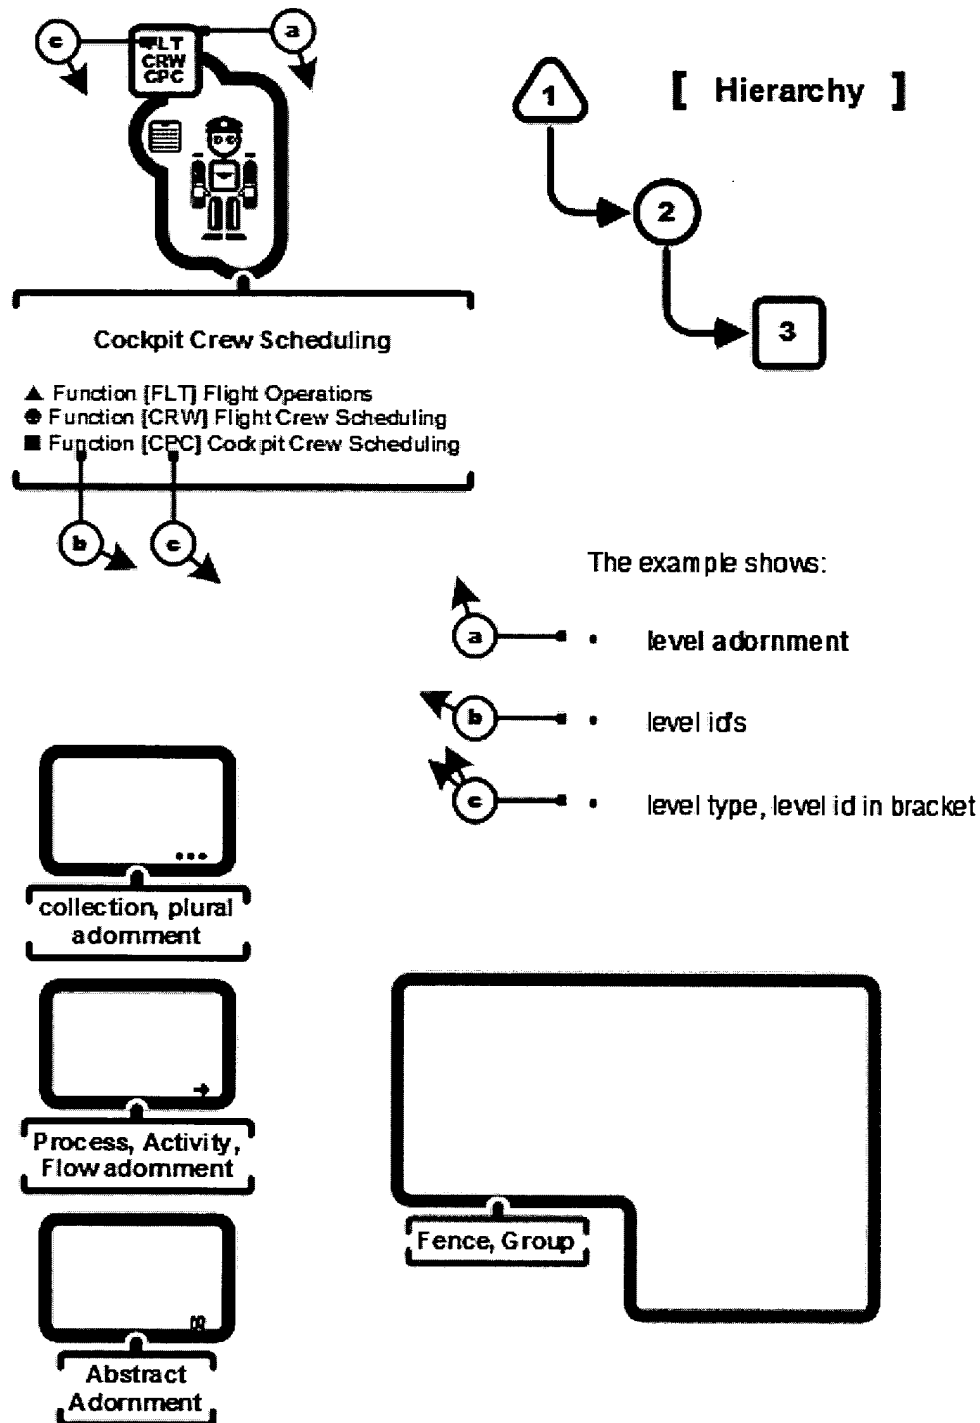 c
a
FLT
CRW
CPC
1
[ Hierarchy ]
2
3
Cockpit Crew Scheduling
▲ Function [FLT] Flight Operations
● Function [CRW] Flight Crew Scheduling
■ Function [CPC] Cockpit Crew Scheduling
b
c
The example shows:
a
• level adornment
b
• level id's
c
• level type, level id in bracket
•••
collection, plural
adornment
Process, Activity,
Flow adornment
Fence, Group
Abstract
Adornment